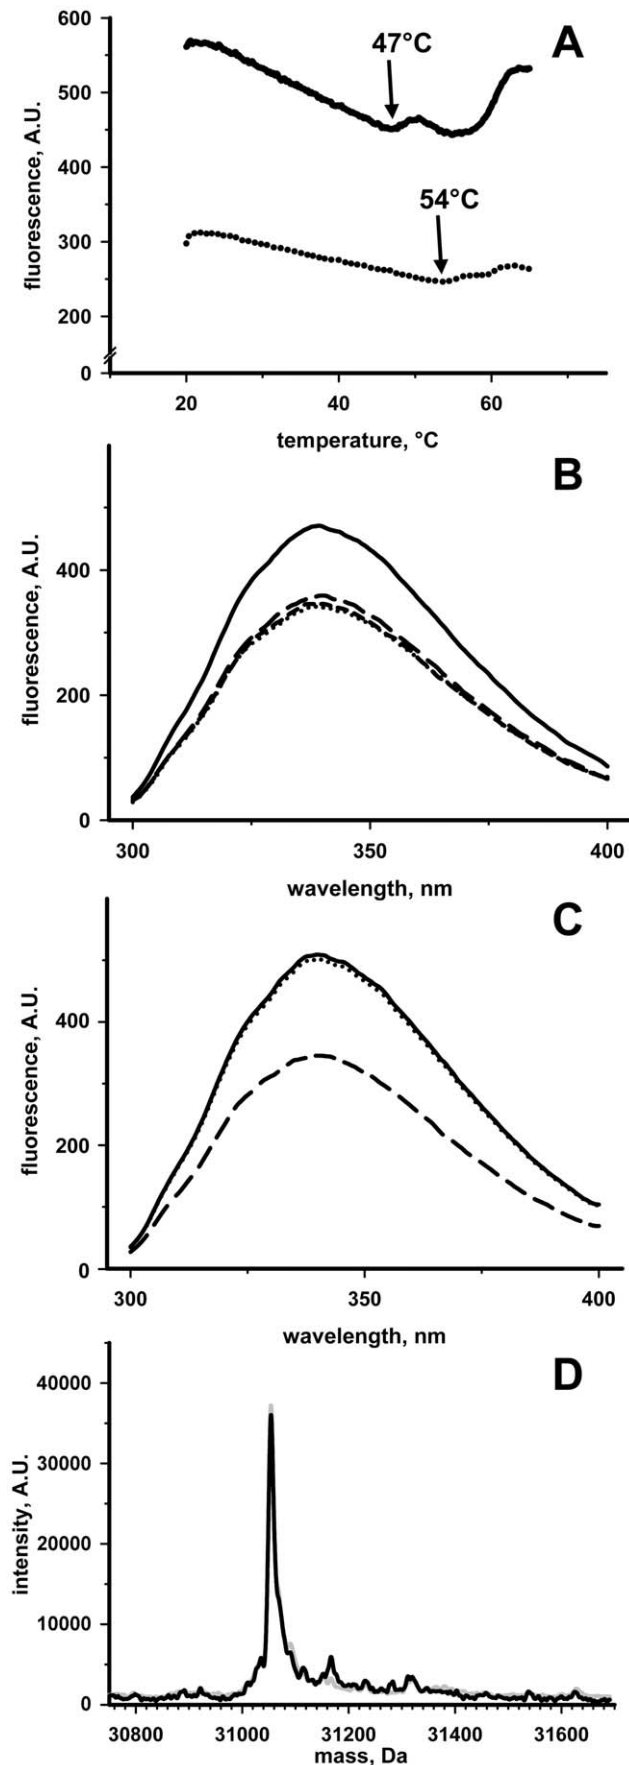 A
600
47°C
500
400
54°C
300
200
0
fluorescence, A.U.
20 40 60
temperature, °C
B
400
200
0
fluorescence, A.U.
300 350 400
wavelength, nm
C
400
200
0
fluorescence, A.U.
300 350 400
wavelength, nm
D
40000
30000
20000
10000
0
intensity, A.U.
30800 31000 31200 31400 31600
mass, Da